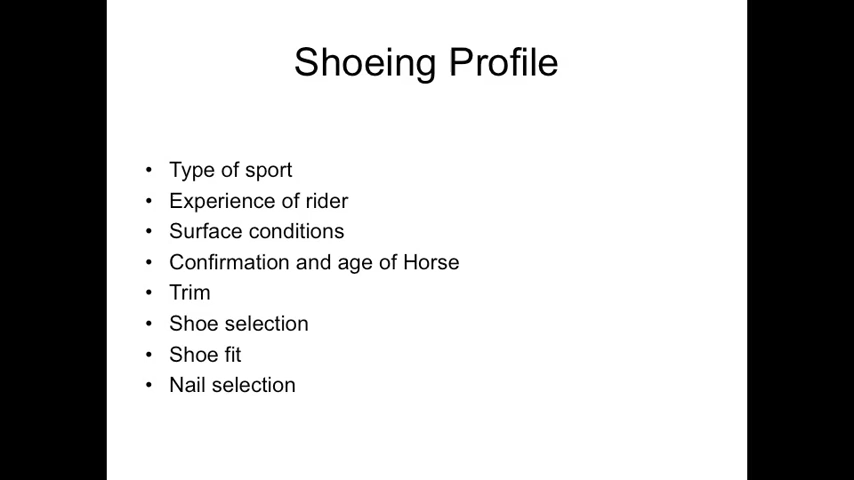 Shoeing Profile
• Type of sport
• Experience of rider
• Surface conditions
• Confirmation and age of Horse
• Trim
• Shoe selection
• Shoe fit
• Nail selection